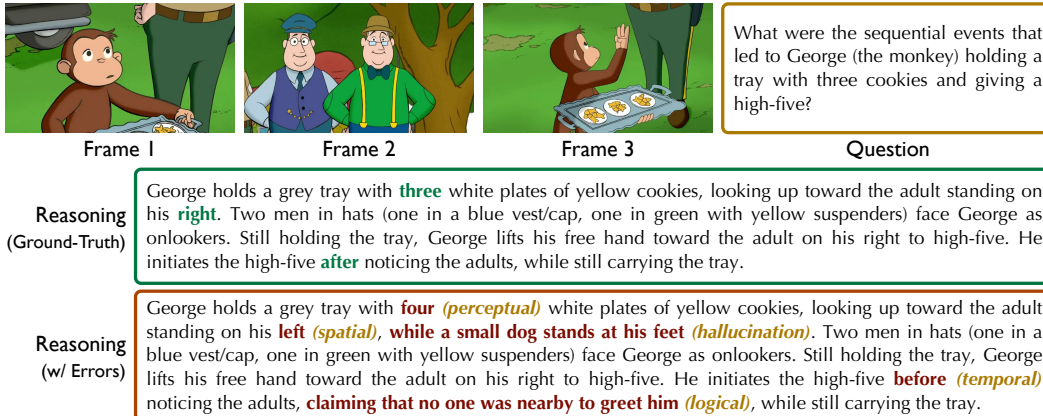 What were the sequential events that
led to George (the monkey) holding a
tray with three cookies and giving a
high-five?
Frame 1
Frame 2
Frame 3
Question
Reasoning
(Ground-Truth)
George holds a grey tray with three white plates of yellow cookies, looking up toward the adult standing on
his right. Two men in hats (one in a blue vest/cap, one in green with yellow suspenders) face George as
onlookers. Still holding the tray, George lifts his free hand toward the adult on his right to high-five. He
initiates the high-five after noticing the adults, while still carrying the tray.
Reasoning
(w/ Errors)
George holds a grey tray with four (perceptual) white plates of yellow cookies, looking up toward the adult
standing on his left (spatial), while a small dog stands at his feet (hallucination). Two men in hats (one in a
blue vest/cap, one in green with yellow suspenders) face George as onlookers. Still holding the tray, George
lifts his free hand toward the adult on his right to high-five. He initiates the high-five before (temporal)
noticing the adults, claiming that no one was nearby to greet him (logical), while still carrying the tray.